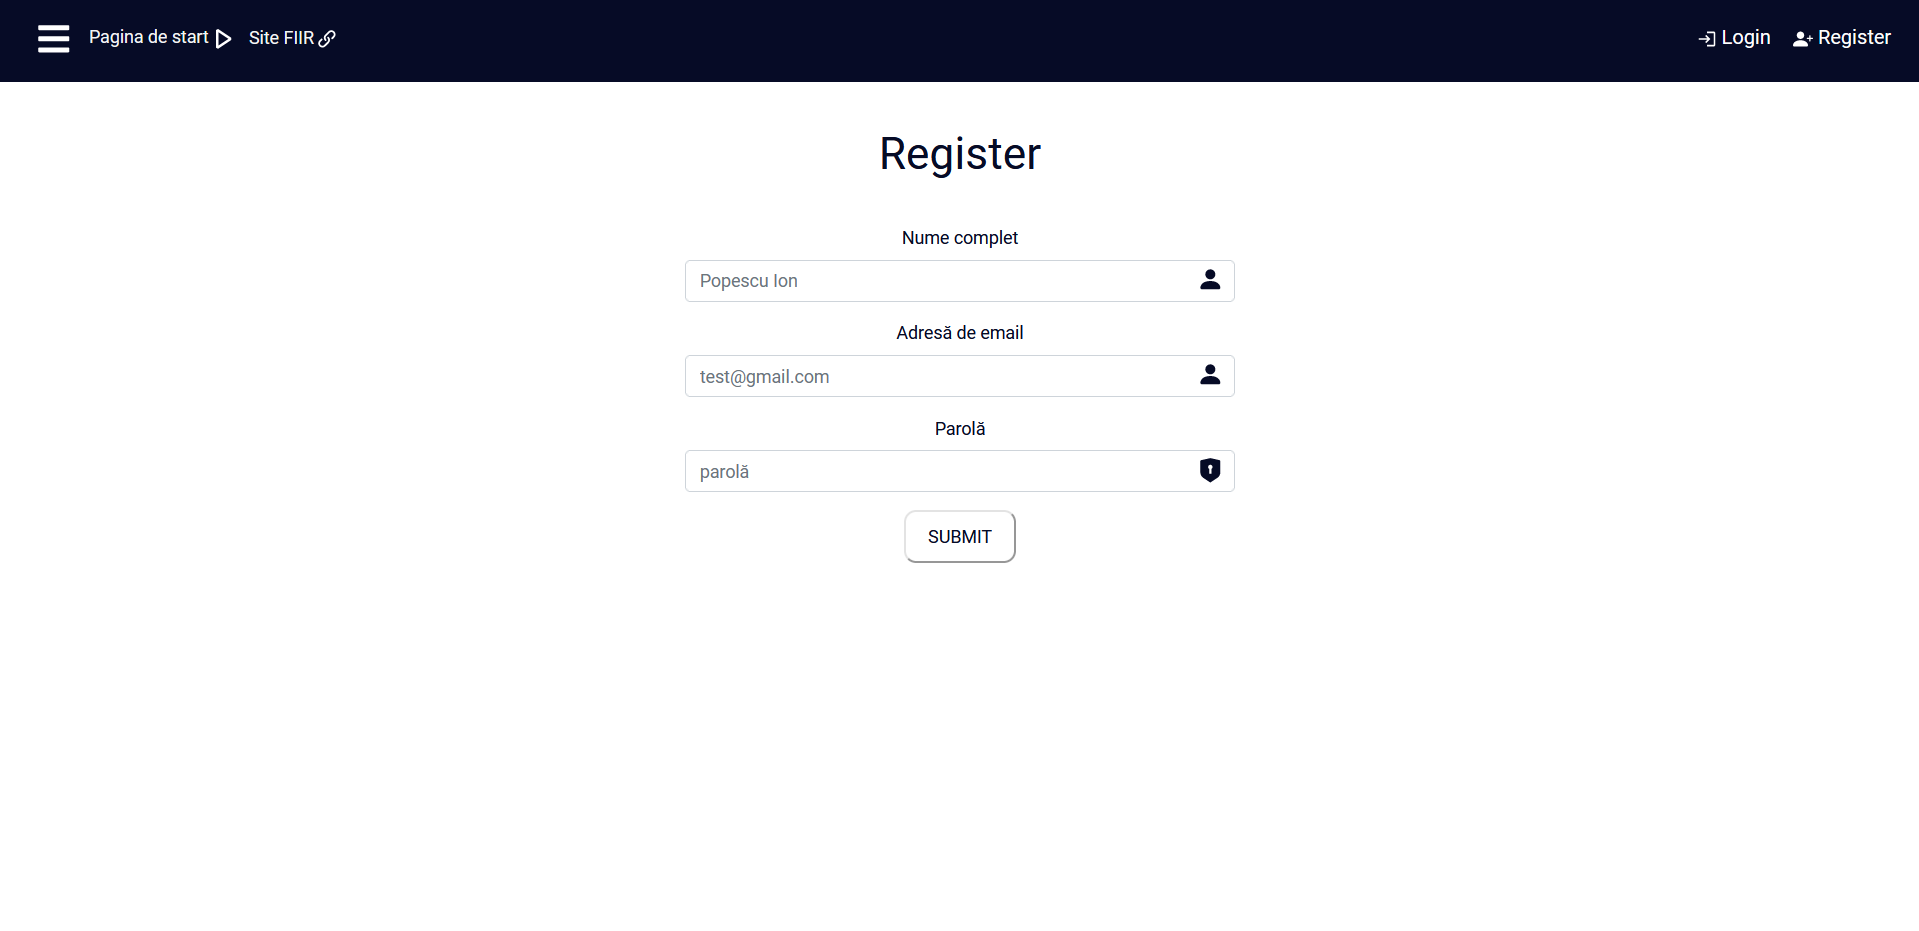 Pagina de start
Site FIIR
Login
Register
Register
Nume complet
Popescu Ion
Adresă de email
test@gmail.com
Parolă
parolă
SUBMIT